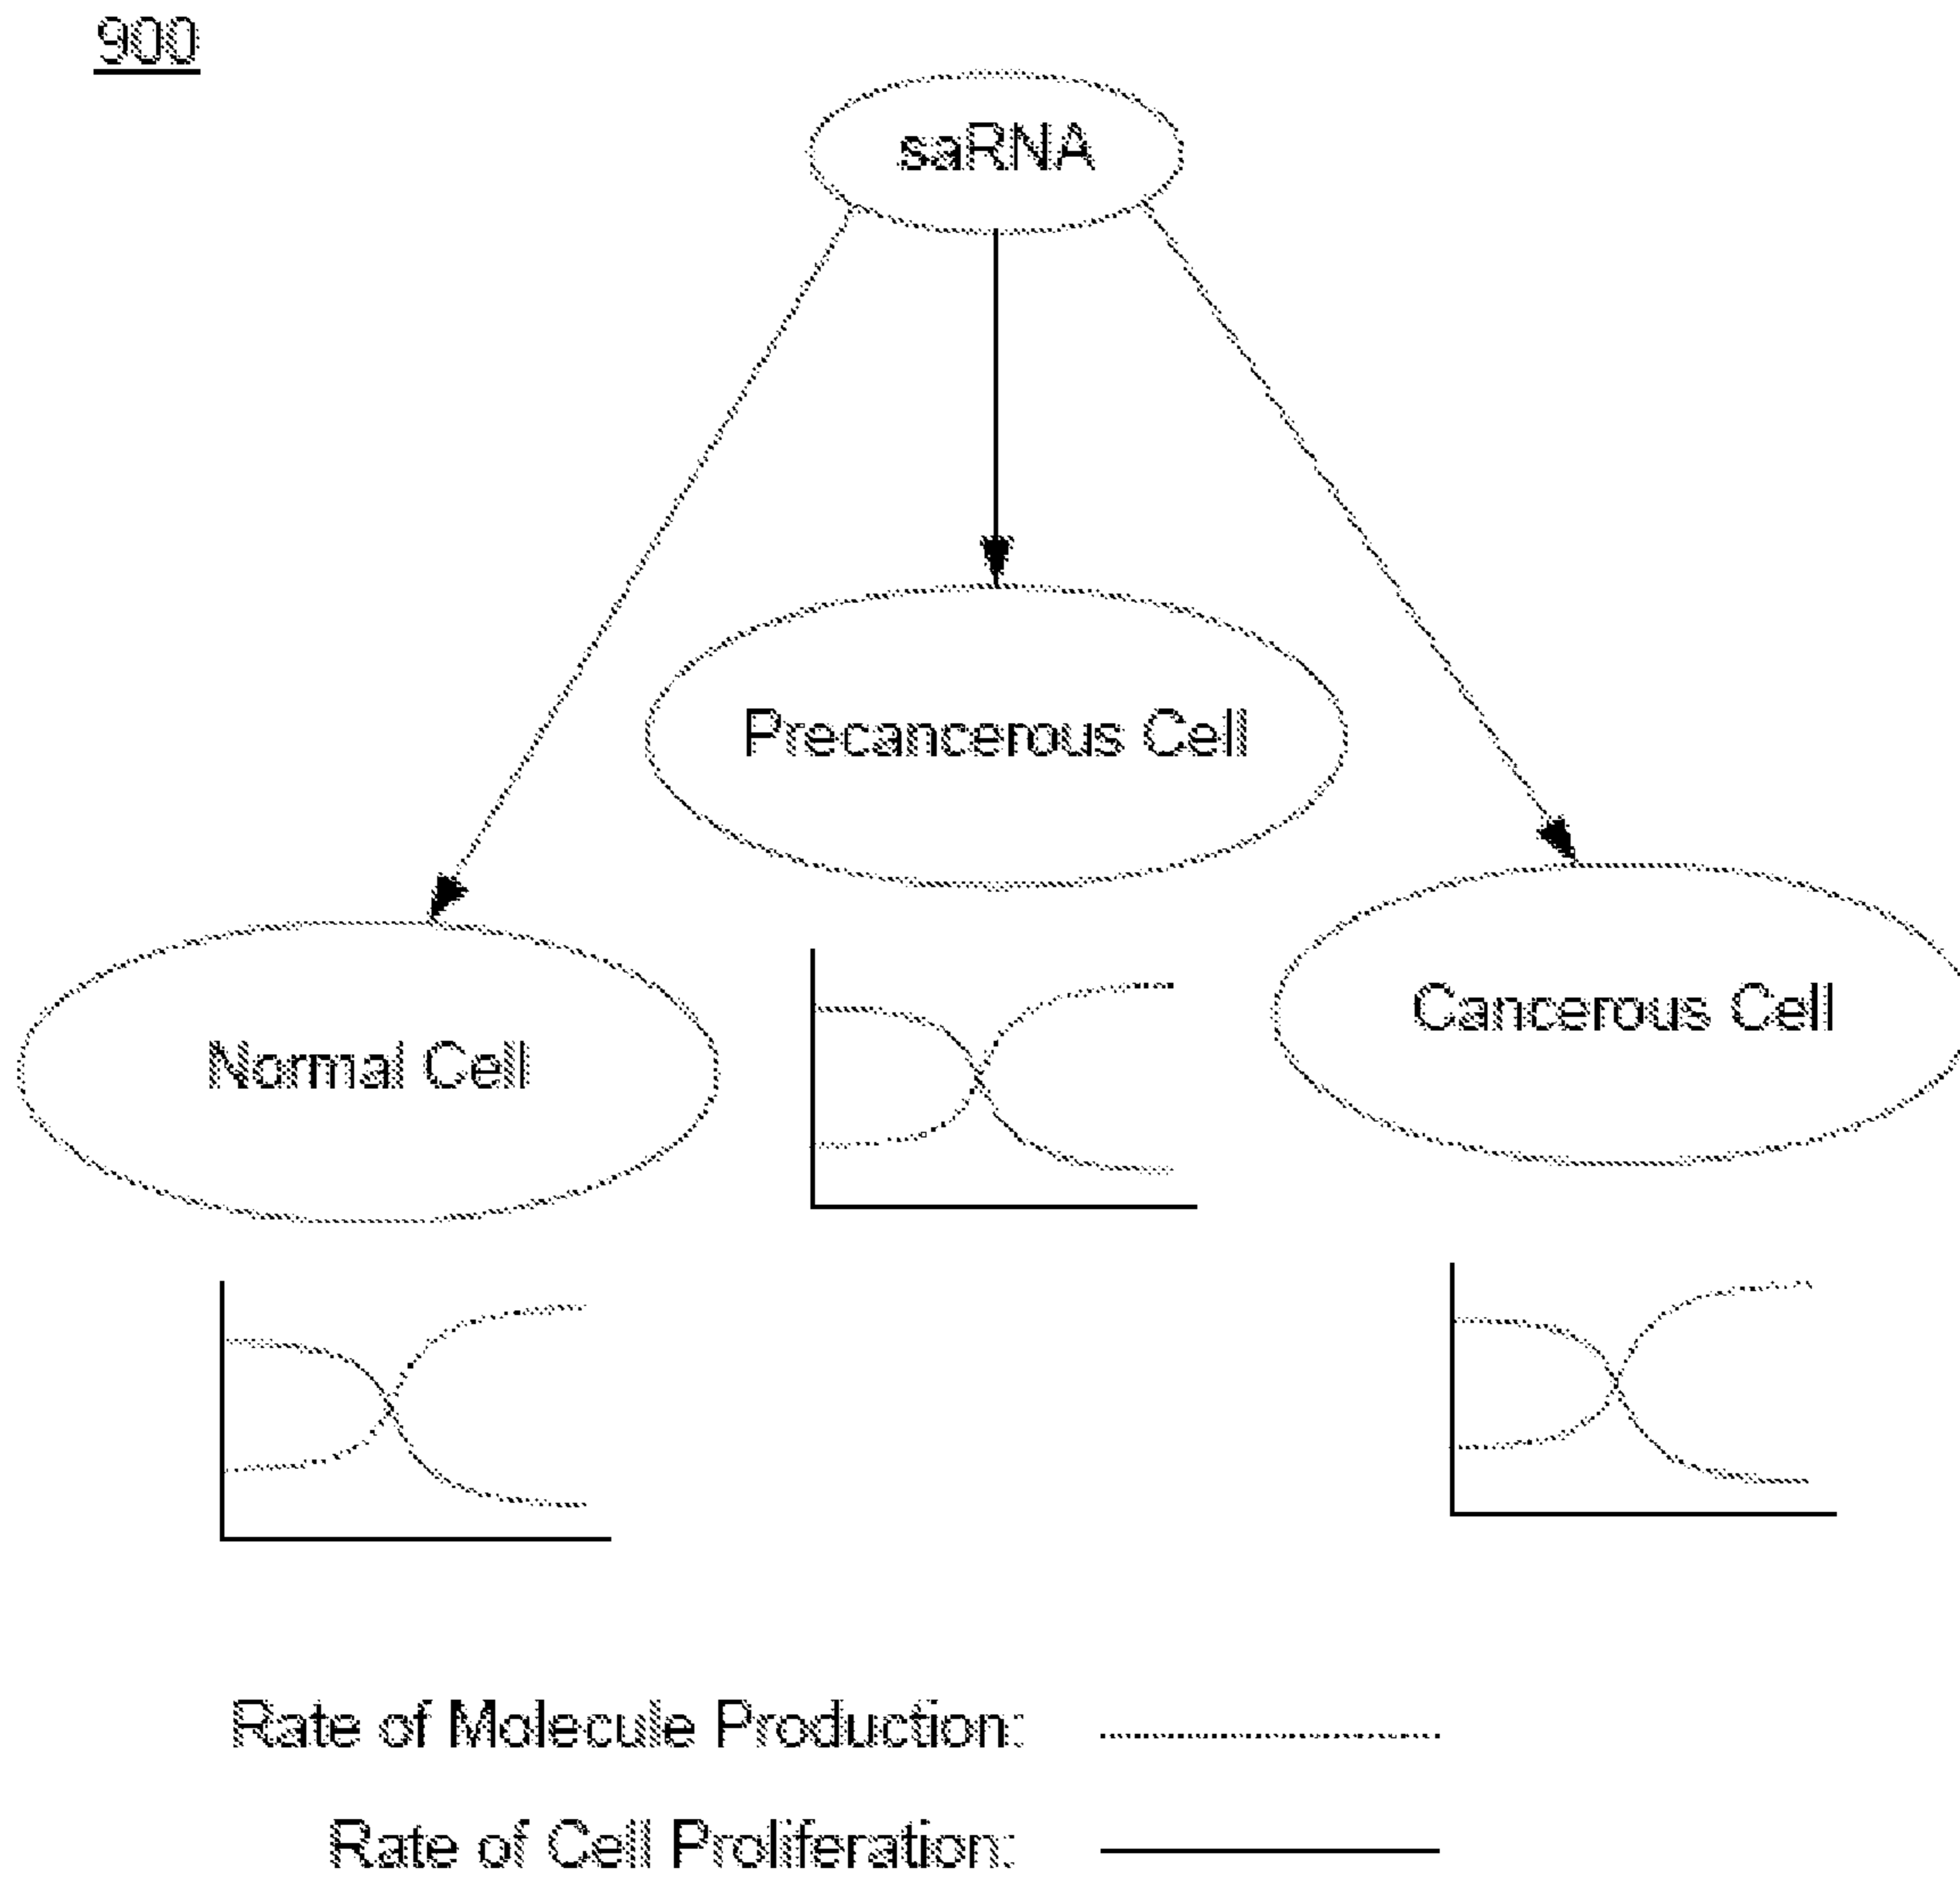 900
saRNA
Precancerous Cell
Cancerous Cell
Normal Cell
Rate of Molecule Production:
Rate of Cell Proliferation: